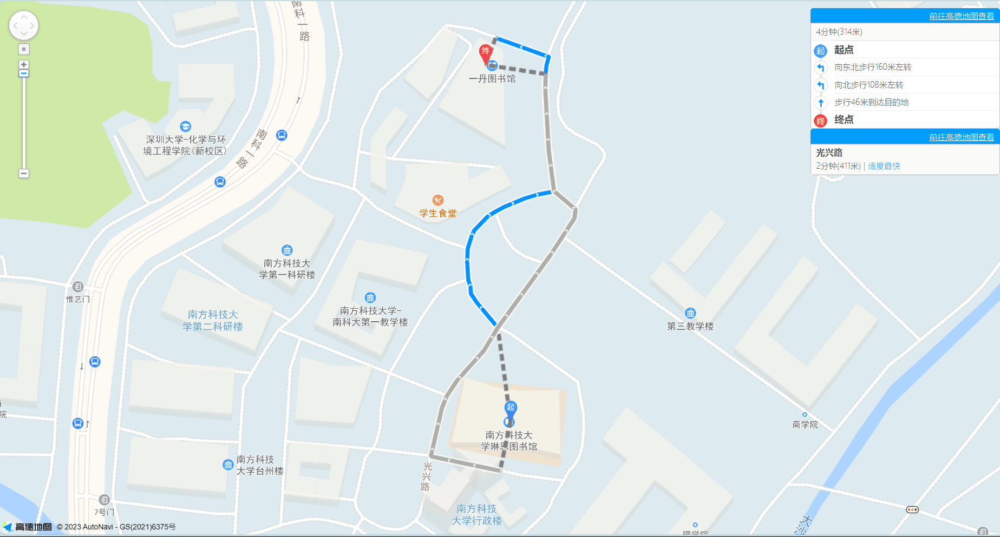 南科一路
前往高德地图查看
4分钟(314米)
起 起点
向东北步行160米左转
向北步行108米左转
步行46米到达目的地
终 终点
前往高德地图查看
光兴路
2分钟(411米) | 速度最快
终
一丹图书馆
深圳大学-化学与环
境工程学院(新校区)
南科一路
学生食堂
南方科技大
学第一科研楼
惟艺门
南方科技大
学第二科研楼
南方科技大学-
南科大第一教学楼
第三教学楼
起
南方科技大
学琳恩图书馆
院
商学院
南方科技
大学台州楼
光兴路
7号门
南方科技
大学行政楼
大沙
理学院
高德地图 © 2023 AutoNavi - GS(2021)6375号